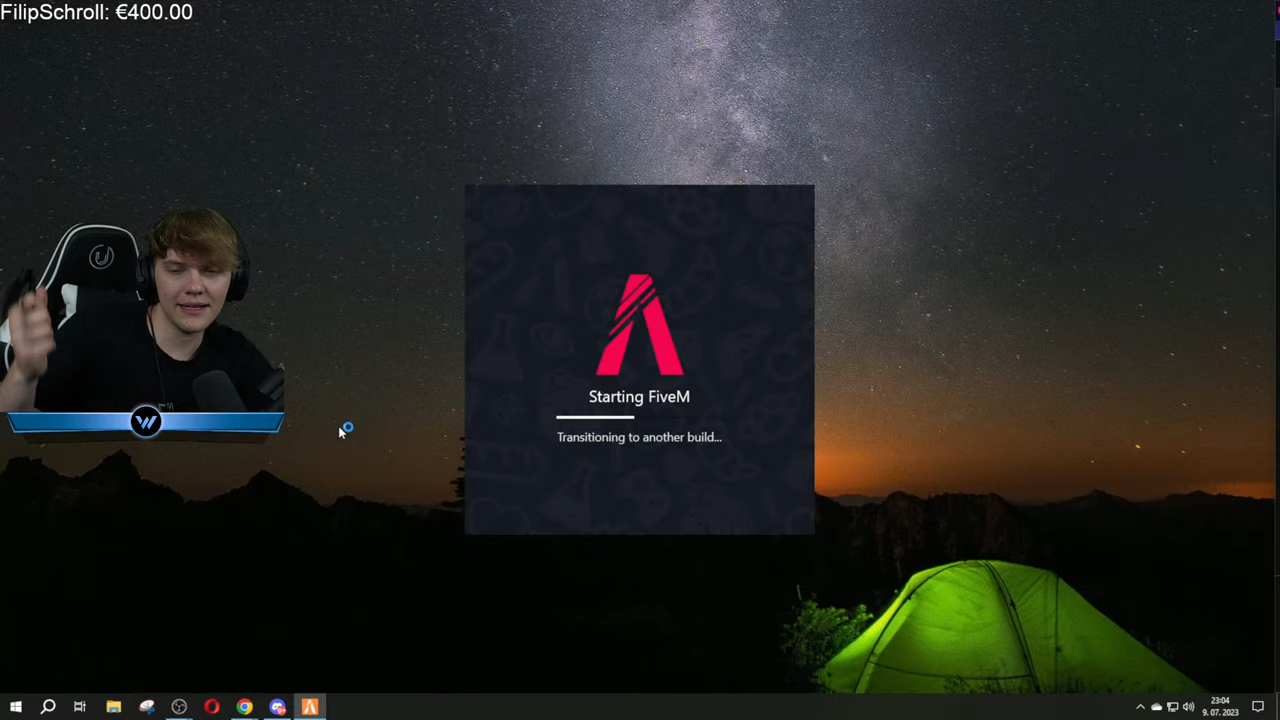 FilipSchroll: €400.00
Starting FiveM
Transitioning to another build...
23:04
9. 07. 2023